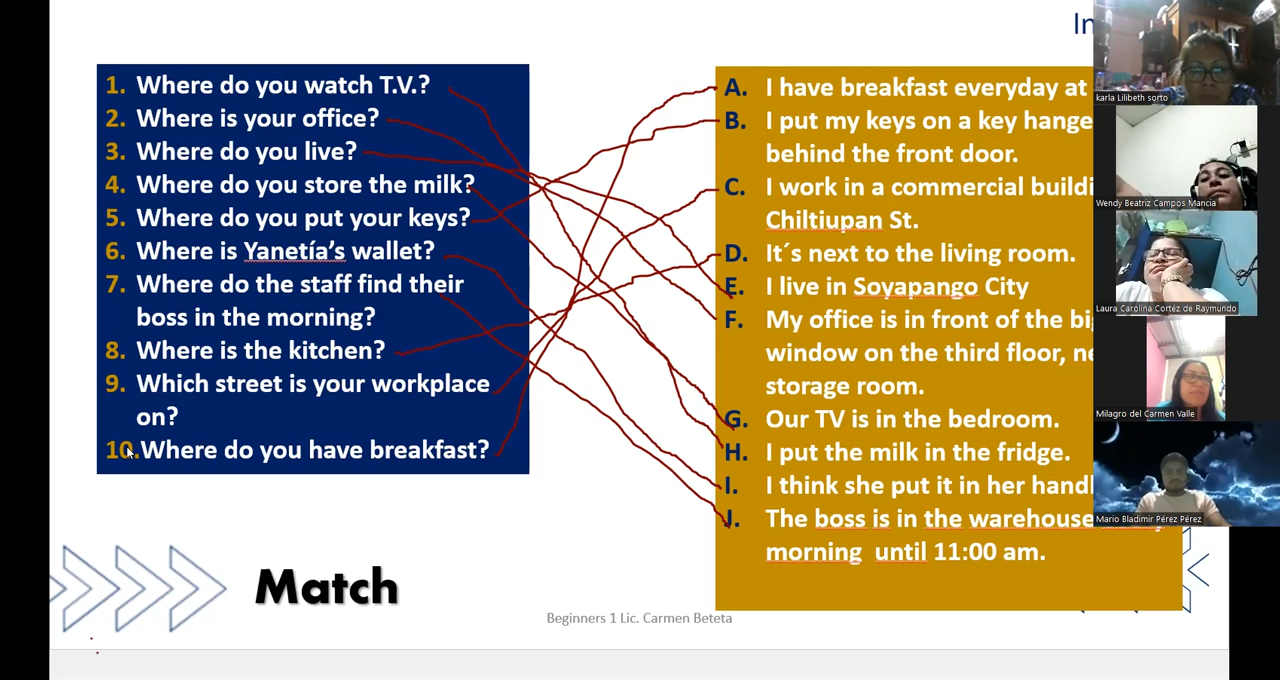 1. Where do you watch T.V.?
2. Where is your office?
3. Where do you live?
4. Where do you store the milk?
5. Where do you put your keys?
6. Where is Yanetía’s wallet?
7. Where do the staff find their
boss in the morning?
8. Where is the kitchen?
9. Which street is your workplace
on?
10. Where do you have breakfast?
A. I have breakfast everyday at
B. I put my keys on a key
behind the front door.
C. I work in a commercial
Chiltiupan St.
D. It´s next to the living room.
E. I live in Soyapango City
F. My office is in front of the
window on the third floor,
storage room.
G. Our TV is in the bedroom.
H. I put the milk in the fridge.
I. I think she put it in her
J. The boss is in the warehouse
morning until 11:00 am.
Match
Beginners 1 Lic. Carmen Beteta
karla Lilibeth sorto
Wendy Beatriz Campos Mancia
Laura Carolina Cortéz de Raymundo
Milagro del Carmen Valle
Mario Bladimir Pérez Pérez